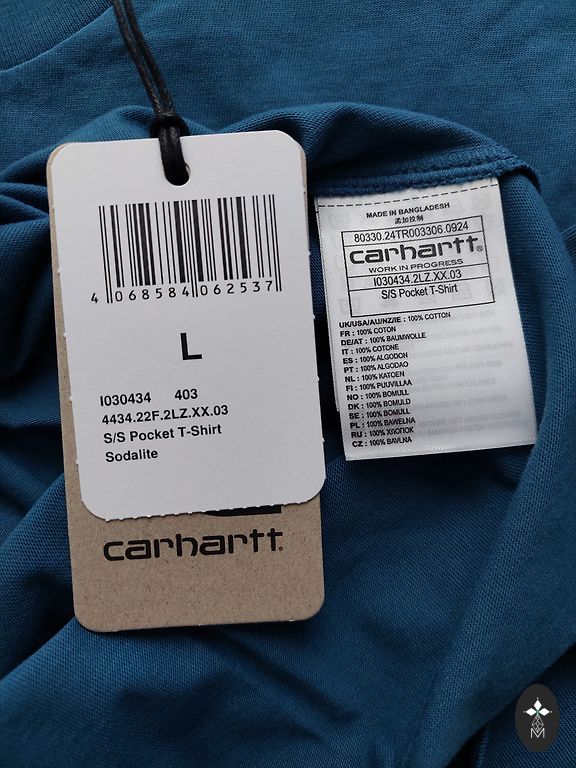 4 068584 062537
L
I030434 403
4434.22F.2LZ.XX.03
S/S Pocket T-Shirt
Sodalite
carhartt.
MADE IN BANGLADESH
孟加拉制
80330.24TR003306.0924
carhartt®
WORK IN PROGRESS
I030434.2LZ.XX.03
S/S Pocket T-Shirt
UK/USA/AU/NZ/IE : 100% COTTON
FR : 100% COTON
DE/AT : 100% BAUMWOLLE
IT : 100% COTONE
ES : 100% ALGODON
PT : 100% ALGODAO
NL : 100% KATOEN
FI : 100% PUUVILLAA
NO : 100% BOMULL
DK : 100% BOMULD
SE : 100% BOMULL
PL : 100% BAWEŁNA
RU : 100% ХЛОПОК
CZ : 100% BAVLNA
M